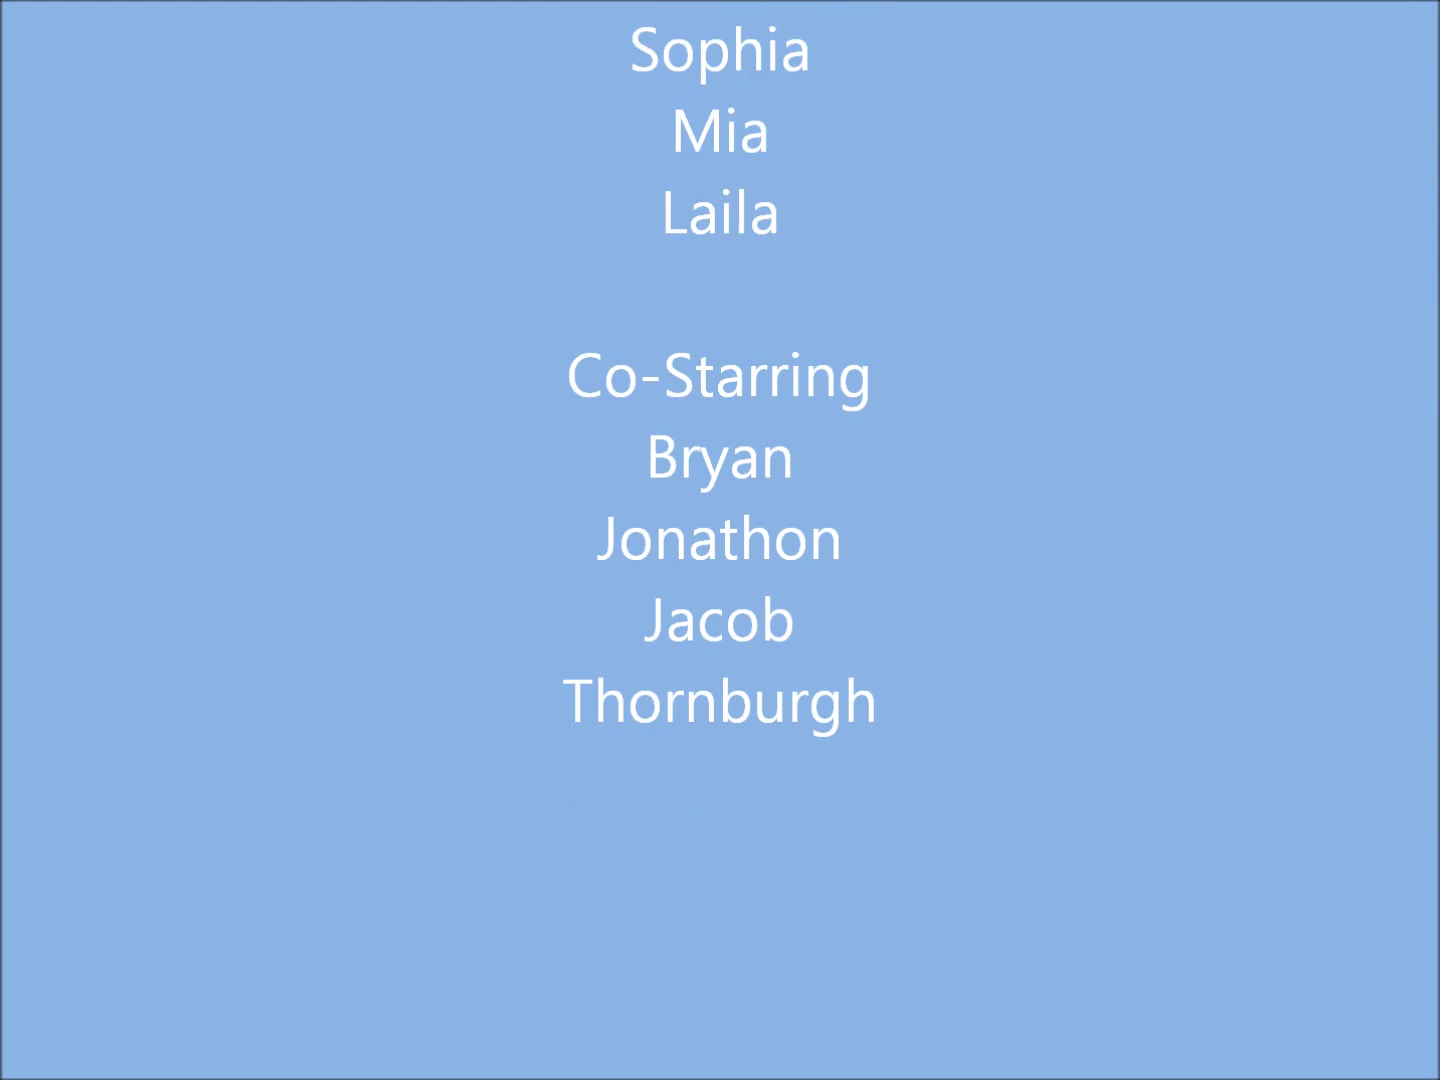 Sophia
Mia
Laila
Co-Starring
Bryan
Jonathon
Jacob
Thornburgh